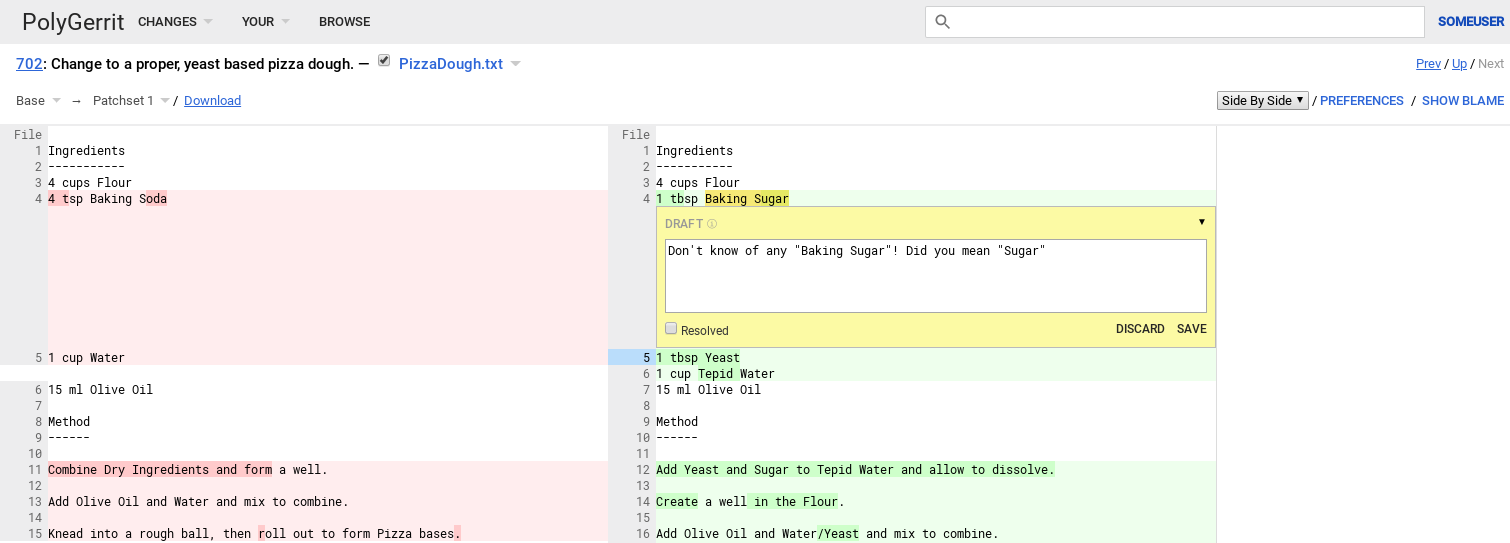 PolyGerrit CHANGES YOUR BROWSE SOMEUSER
702: Change to a proper, yeast based pizza dough. — PizzaDough.txt Prev / Up / Next
Base → Patchset 1 / Download Side By Side / PREFERENCES / SHOW BLAME
File
1 Ingredients
2 -----------
3 4 cups Flour
4 4 tsp Baking Soda
5 1 cup Water
6 15 ml Olive Oil
7
8 Method
9 ------
10
11 Combine Dry Ingredients and form a well.
12
13 Add Olive Oil and Water and mix to combine.
14
15 Knead into a rough ball, then roll out to form Pizza bases.
File
1 Ingredients
2 -----------
3 4 cups Flour
4 1 tbsp Baking Sugar
DRAFT
Don't know of any "Baking Sugar"! Did you mean "Sugar"
Resolved DISCARD SAVE
5 1 tbsp Yeast
6 1 cup Tepid Water
7 15 ml Olive Oil
8
9 Method
10 ------
11
12 Add Yeast and Sugar to Tepid Water and allow to dissolve.
13
14 Create a well in the Flour.
15
16 Add Olive Oil and Water/Yeast and mix to combine.